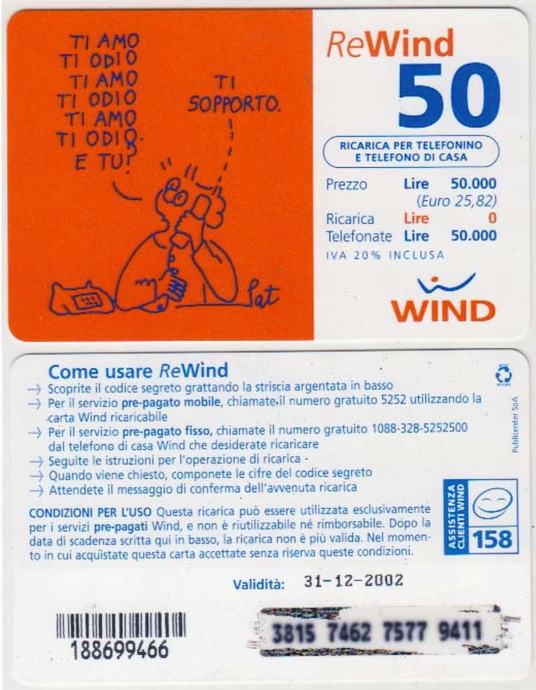 TI AMO
TI ODIO
TI AMO
TI ODIO
TI AMO
TI ODIO.
E TU?
TI
SOPPORTO.
Pat
ReWind
50
RICARICA PER TELEFONINO
E TELEFONO DI CASA
Prezzo Lire 50.000
(Euro 25,82)
Ricarica Lire 0
Telefonate Lire 50.000
IVA 20% INCLUSA
WIND
Come usare ReWind
Scoprite il codice segreto grattando la striscia argentata in basso
Per il servizio pre-pagato mobile, chiamate il numero gratuito 5252 utilizzando la
carta Wind ricaricabile
Per il servizio pre-pagato fisso, chiamate il numero gratuito 1088-328-5252500
dal telefono di casa Wind che desiderate ricaricare
Seguite le istruzioni per l'operazione di ricarica
Quando viene chiesto, componete le cifre del codice segreto
Attendete il messaggio di conferma dell'avvenuta ricarica
Publicenter SpA
CONDIZIONI PER L'USO Questa ricarica può essere utilizzata esclusivamente
per i servizi pre-pagati Wind, e non è riutilizzabile né rimborsabile. Dopo la
data di scadenza scritta qui in basso, la ricarica non è più valida. Nel momen-
to in cui acquistate questa carta accettate senza riserva queste condizioni.
ASSISTENZA
CLIENTI WIND
158
Validità: 31-12-2002
188699466
3815 7462 7577 9411